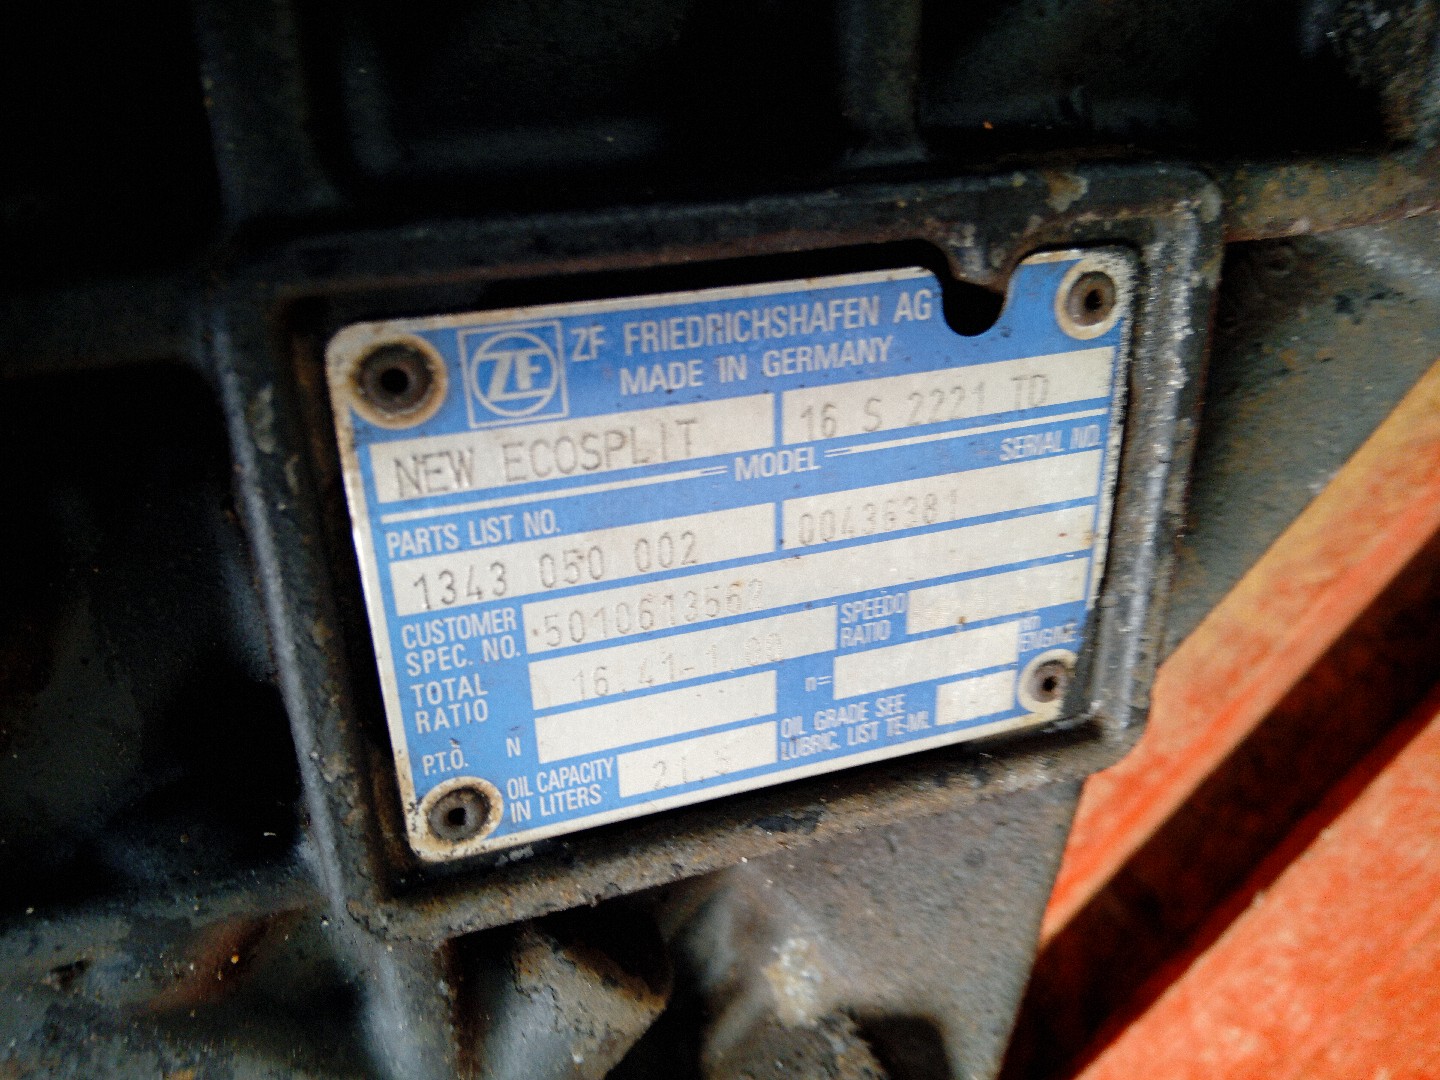 ZF
ZF FRIEDRICHSHAFEN AG
MADE IN GERMANY
NEW ECOSPLIT 16 S 2221 TD
MODEL
PARTS LIST NO. SERIAL NO.
1343 050 002 00436381
CUSTOMER SPEC. NO. 5010613562
TOTAL RATIO 16.41-1.00 SPEEDO RATIO
P.T.O. N n= ENGINE
OIL CAPACITY IN LITERS 21.5 OIL GRADE SEE LUBRIC. LIST TE-ML